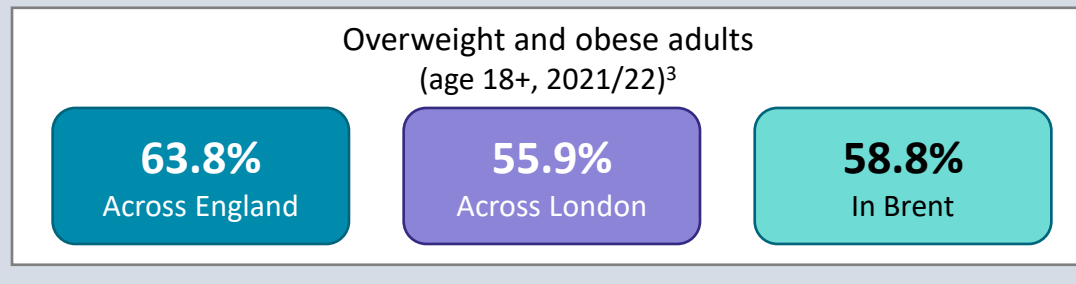 Overweight and obese adults
(age 18+, 2021/22)³
63.8%
Across England
55.9%
Across London
58.8%
In Brent